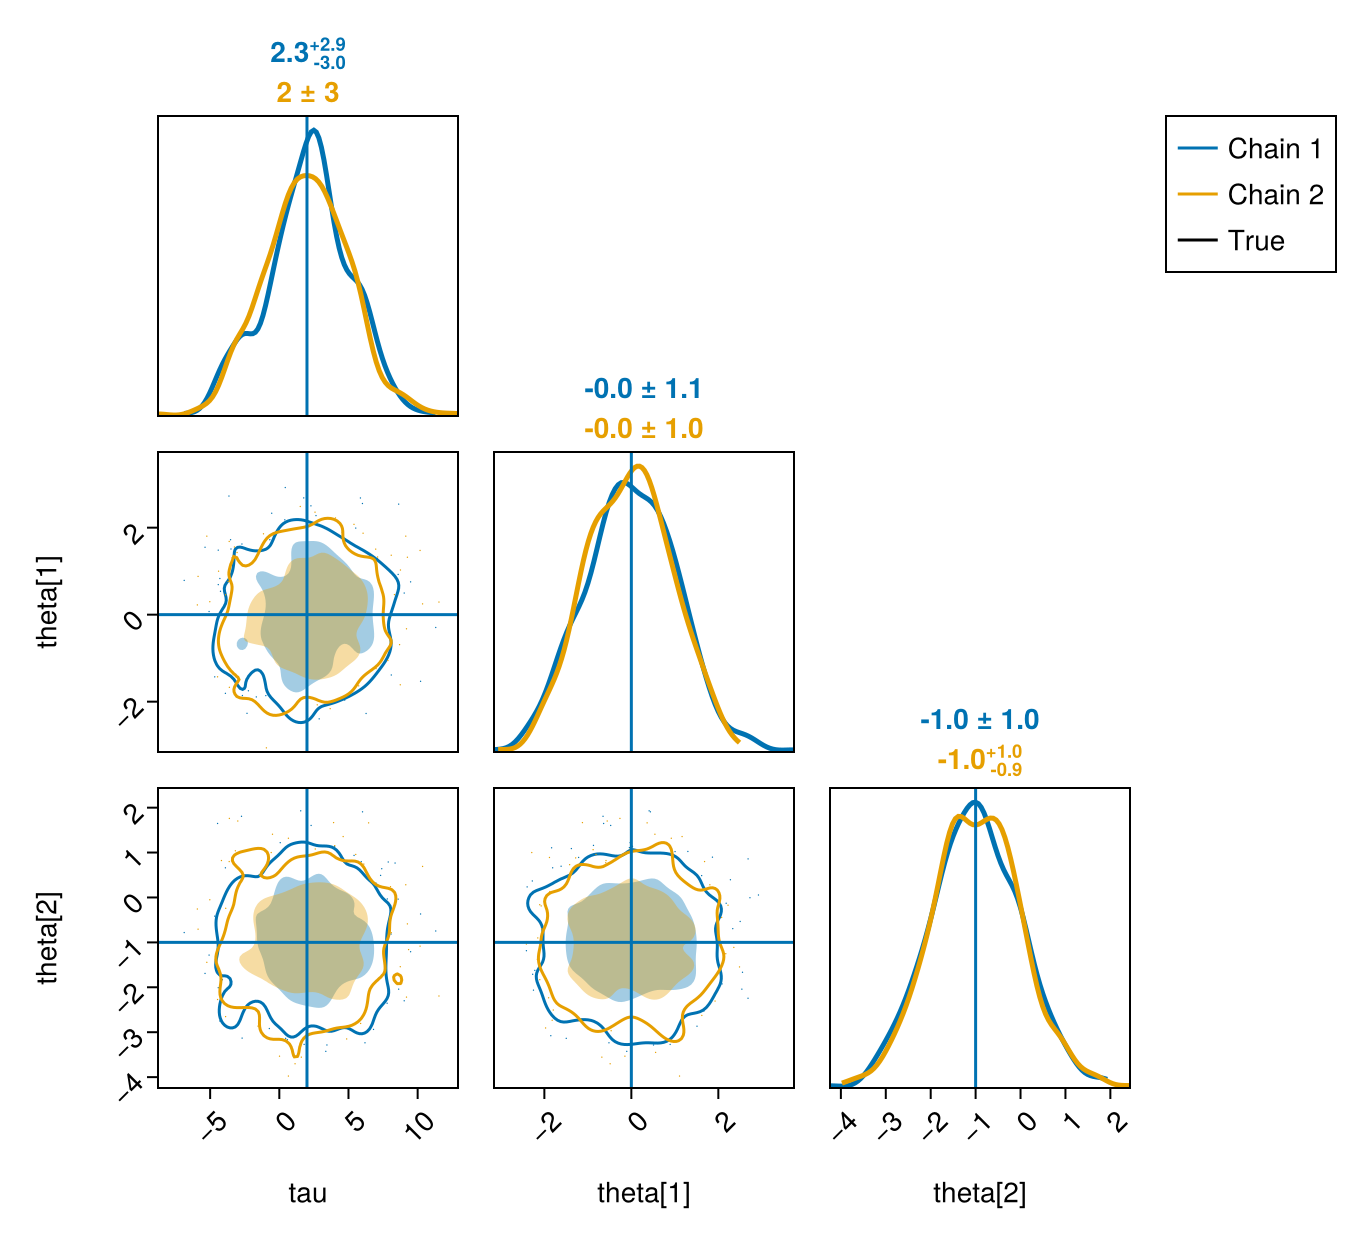 2.3+2.9 -3.0
2 ± 3
Chain 1
Chain 2
True
-0.0 ± 1.1
-0.0 ± 1.0
theta[1]
2
0
−2
-1.0 ± 1.0
-1.0+1.0 -0.9
theta[2]
2
1
0
−1
−2
−3
−4
−5 0 5 10
−2 0 2
−4 −3 −2 −1 0 1 2
tau
theta[1]
theta[2]